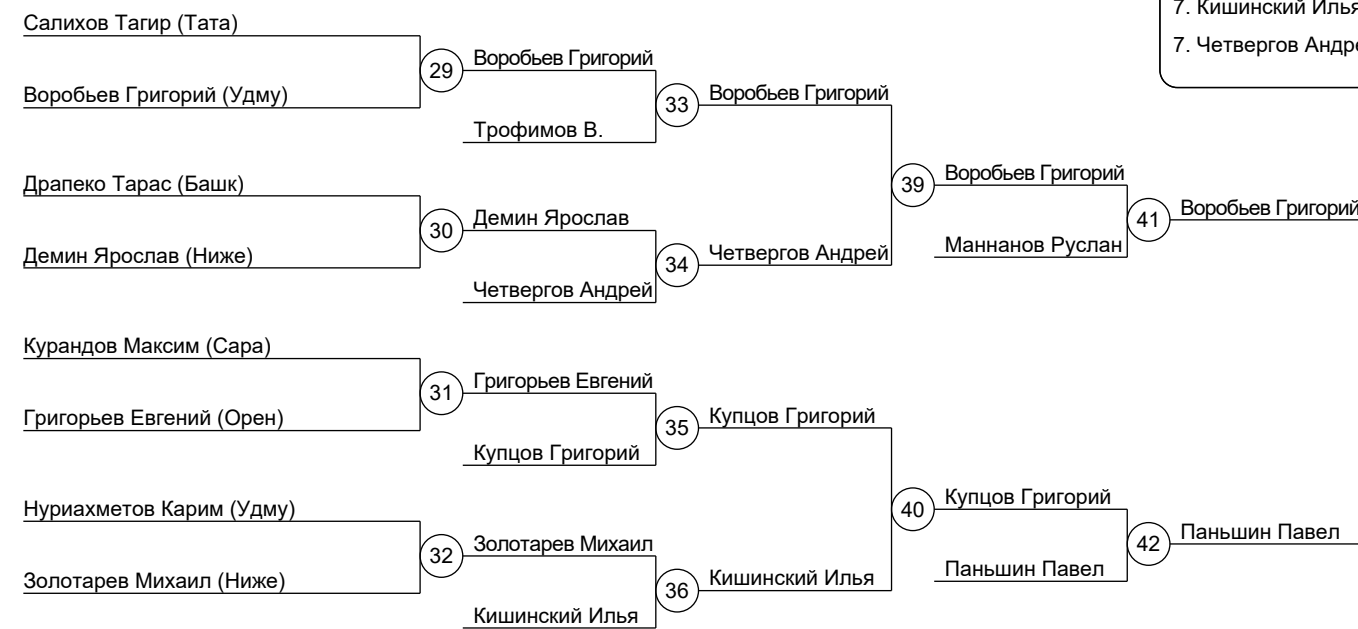 7. Кишинский Илья
7. Четвергов Андре
Салихов Тагир (Тата)
29
Воробьев Григорий
Воробьев Григорий (Удму)
33
Воробьев Григорий
Трофимов В.
Драпеко Тарас (Башк)
39
Воробьев Григорий
41
Воробьев Григорий
30
Демин Ярослав
Демин Ярослав (Ниже)
34
Четвергов Андрей
Маннанов Руслан
Четвергов Андрей
Курандов Максим (Сара)
31
Григорьев Евгений
Григорьев Евгений (Орен)
35
Купцов Григорий
Купцов Григорий
Нуриахметов Карим (Удму)
40
Купцов Григорий
32
Золотарев Михаил
42
Паньшин Павел
Золотарев Михаил (Ниже)
36
Кишинский Илья
Паньшин Павел
Кишинский Илья